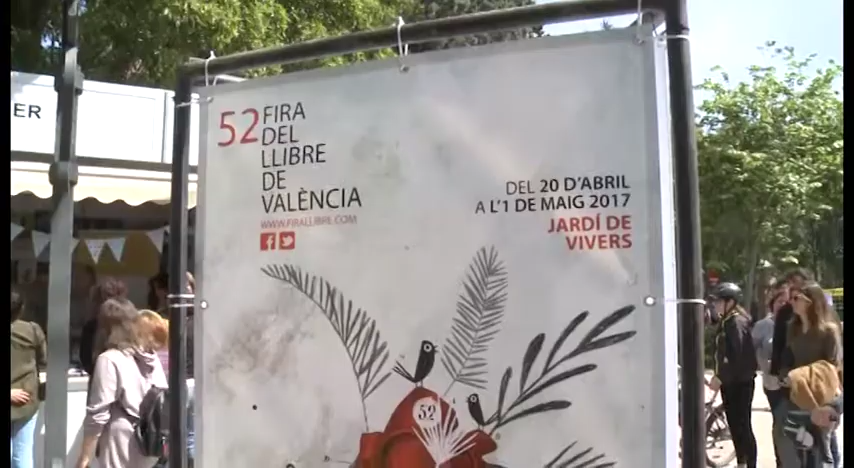 ER
52 FIRA
DEL
LLIBRE
DE
VALÈNCIA
WWW.FIRALLIBRE.COM
DEL 20 D'ABRIL
A L'1 DE MAIG 2017
JARDÍ DE
VIVERS
52